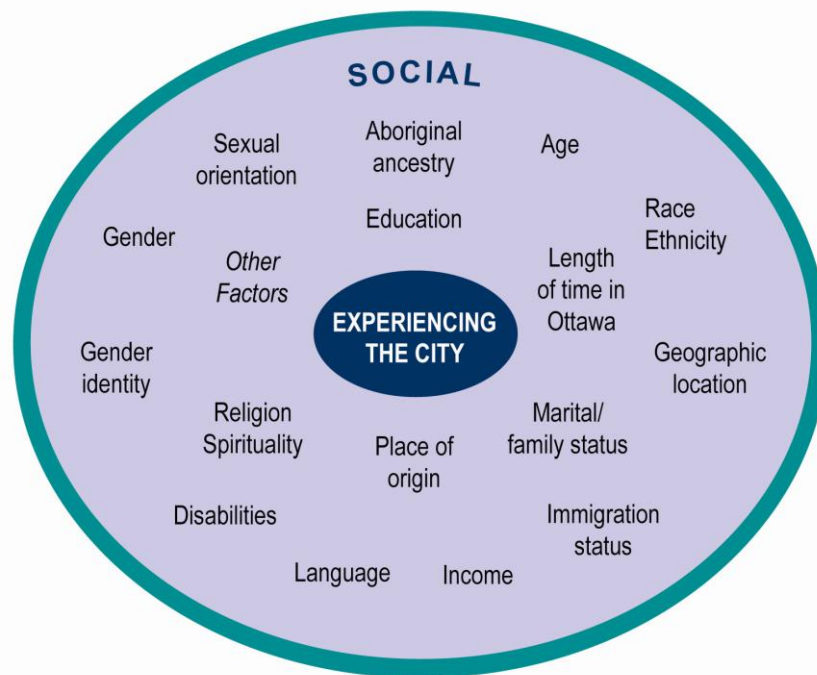 SOCIAL
Sexual
orientation
Aboriginal
ancestry
Age
Gender
Education
Race
Ethnicity
Other
Factors
Length
of time in
Ottawa
EXPERIENCING
THE CITY
Gender
identity
Geographic
location
Religion
Spirituality
Place of
origin
Marital/
family status
Disabilities
Immigration
status
Language
Income